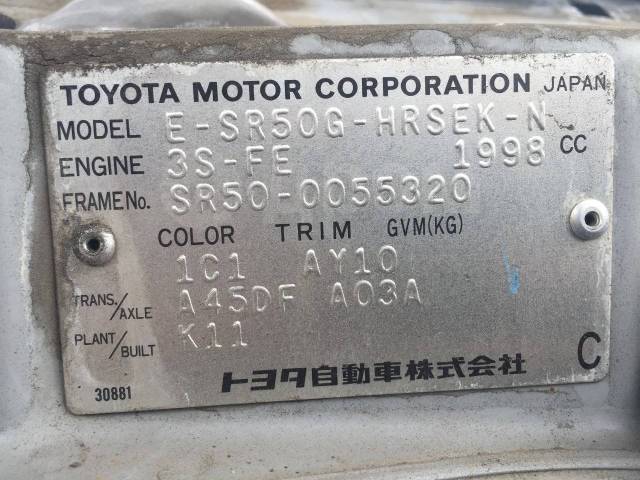 TOYOTA MOTOR CORPORATION JAPAN
MODEL E-SR50G-HRSEK-N
ENGINE 3S-FE 1998 CC
FRAME No. SR50-0055320
COLOR TRIM GVM(KG)
1C1 AY10
TRANS./AXLE A45DF A03A
PLANT/BUILT K11
トヨタ自動車株式会社 C
30881